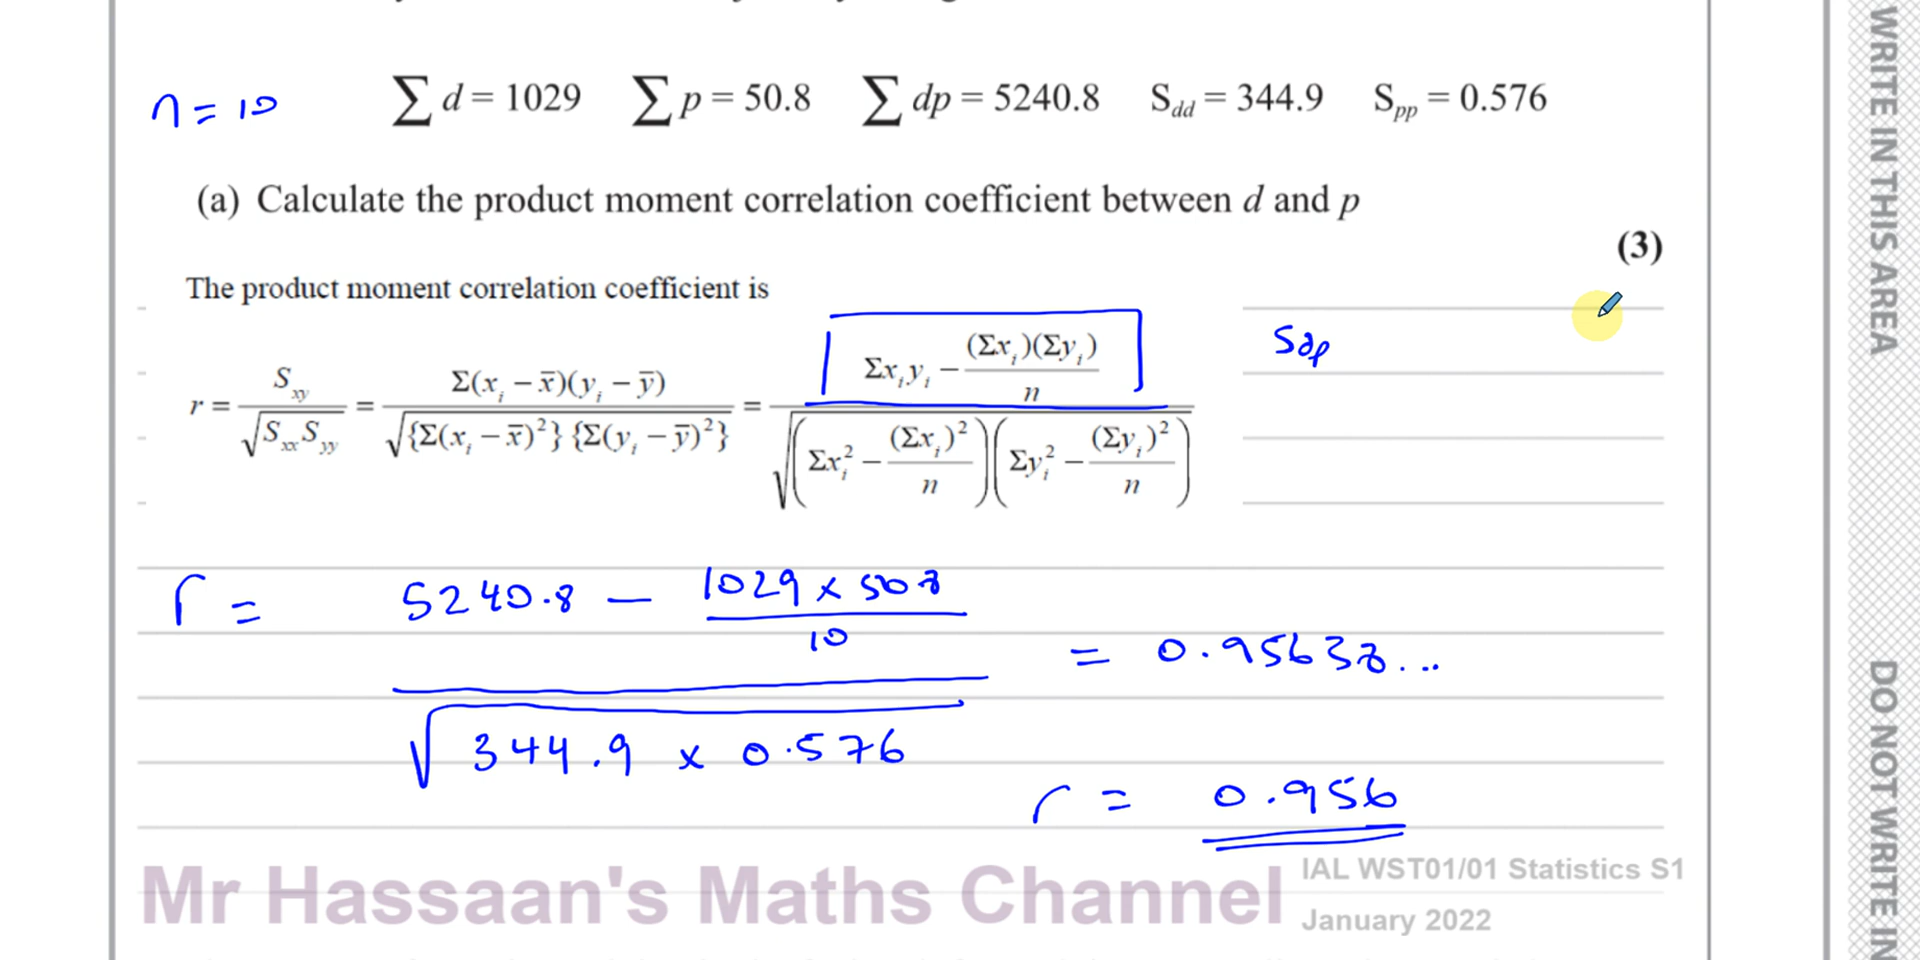 n = 10 ∑ d = 1029 ∑ p = 50.8 ∑ dp = 5240.8 S_dd = 344.9 S_pp = 0.576
(a) Calculate the product moment correlation coefficient between d and p
(3)
The product moment correlation coefficient is
r = S_xy / √(S_xx S_yy) = Σ(x_i − x̄)(y_i − ȳ) / √({Σ(x_i − x̄)²}{Σ(y_i − ȳ)²}) = (Σx_i y_i − (Σx_i)(Σy_i)/n) / √((Σx_i² − (Σx_i)²/n)(Σy_i² − (Σy_i)²/n))
Sdp
r = (5240.8 − (1029 × 50.8)/10) / √(344.9 × 0.576) = 0.95638...
r = 0.956
Mr Hassaan's Maths Channel
IAL WST01/01 Statistics S1
January 2022
WRITE IN THIS AREA
DO NOT WRITE IN